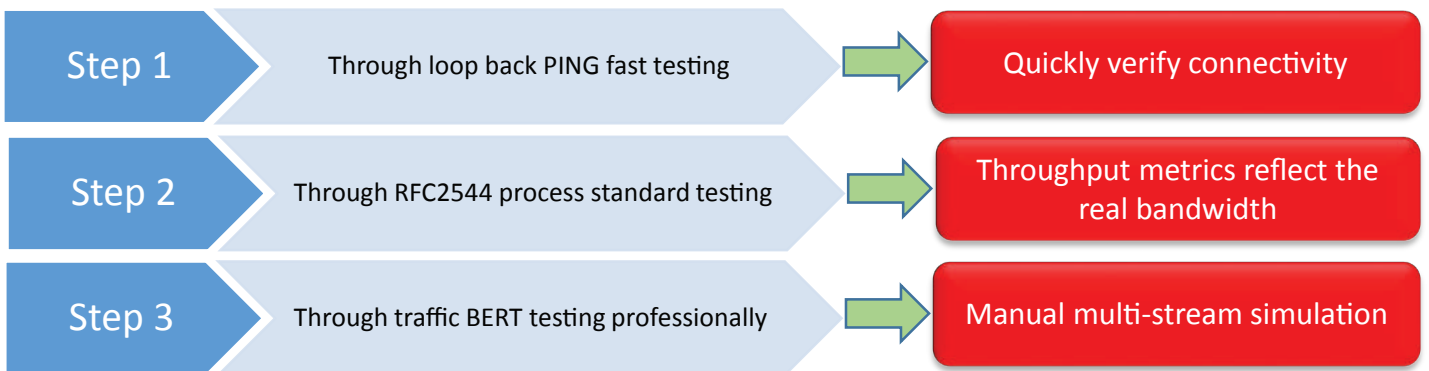 Step 1
Through loop back PING fast testing
Quickly verify connectivity
Step 2
Through RFC2544 process standard testing
Throughput metrics reflect the
real bandwidth
Step 3
Through traffic BERT testing professionally
Manual multi-stream simulation